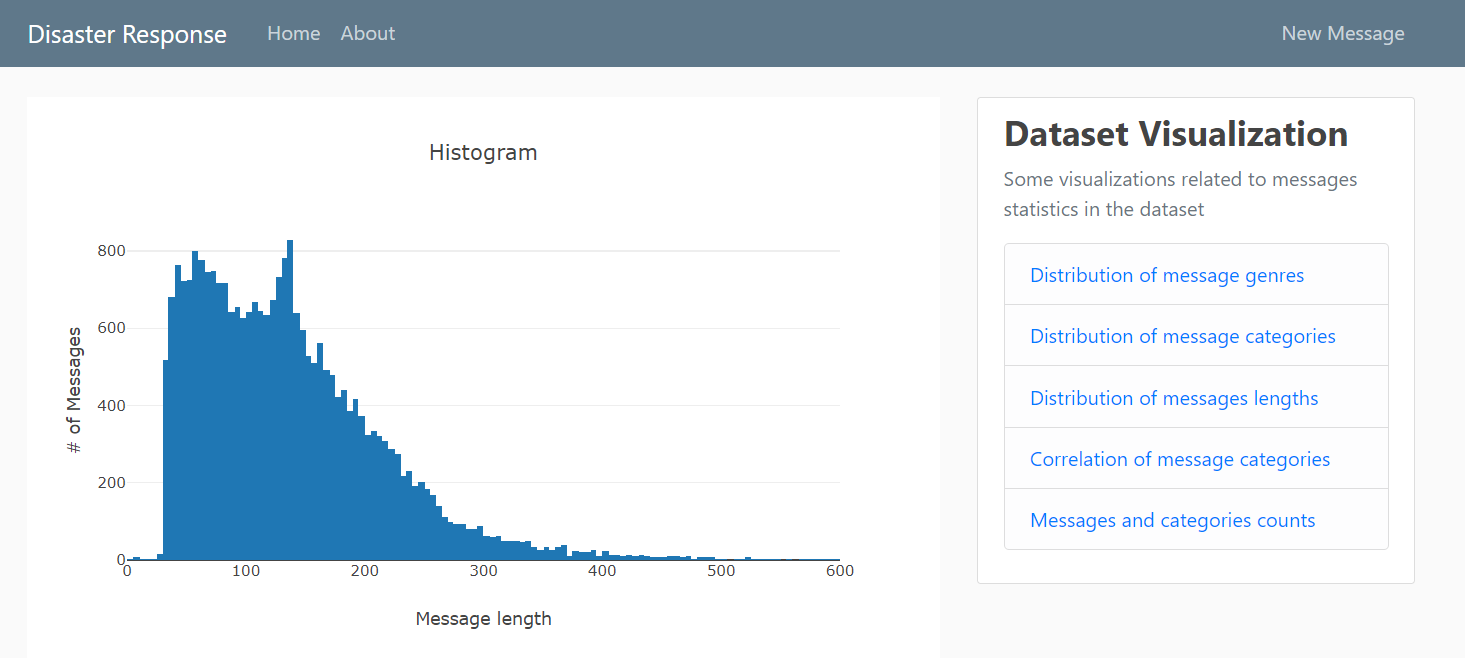 Disaster Response Home About New Message
Histogram
800
600
400
200
0
# of Messages
0 100 200 300 400 500 600
Message length
Dataset Visualization
Some visualizations related to messages
statistics in the dataset
Distribution of message genres
Distribution of message categories
Distribution of messages lengths
Correlation of message categories
Messages and categories counts